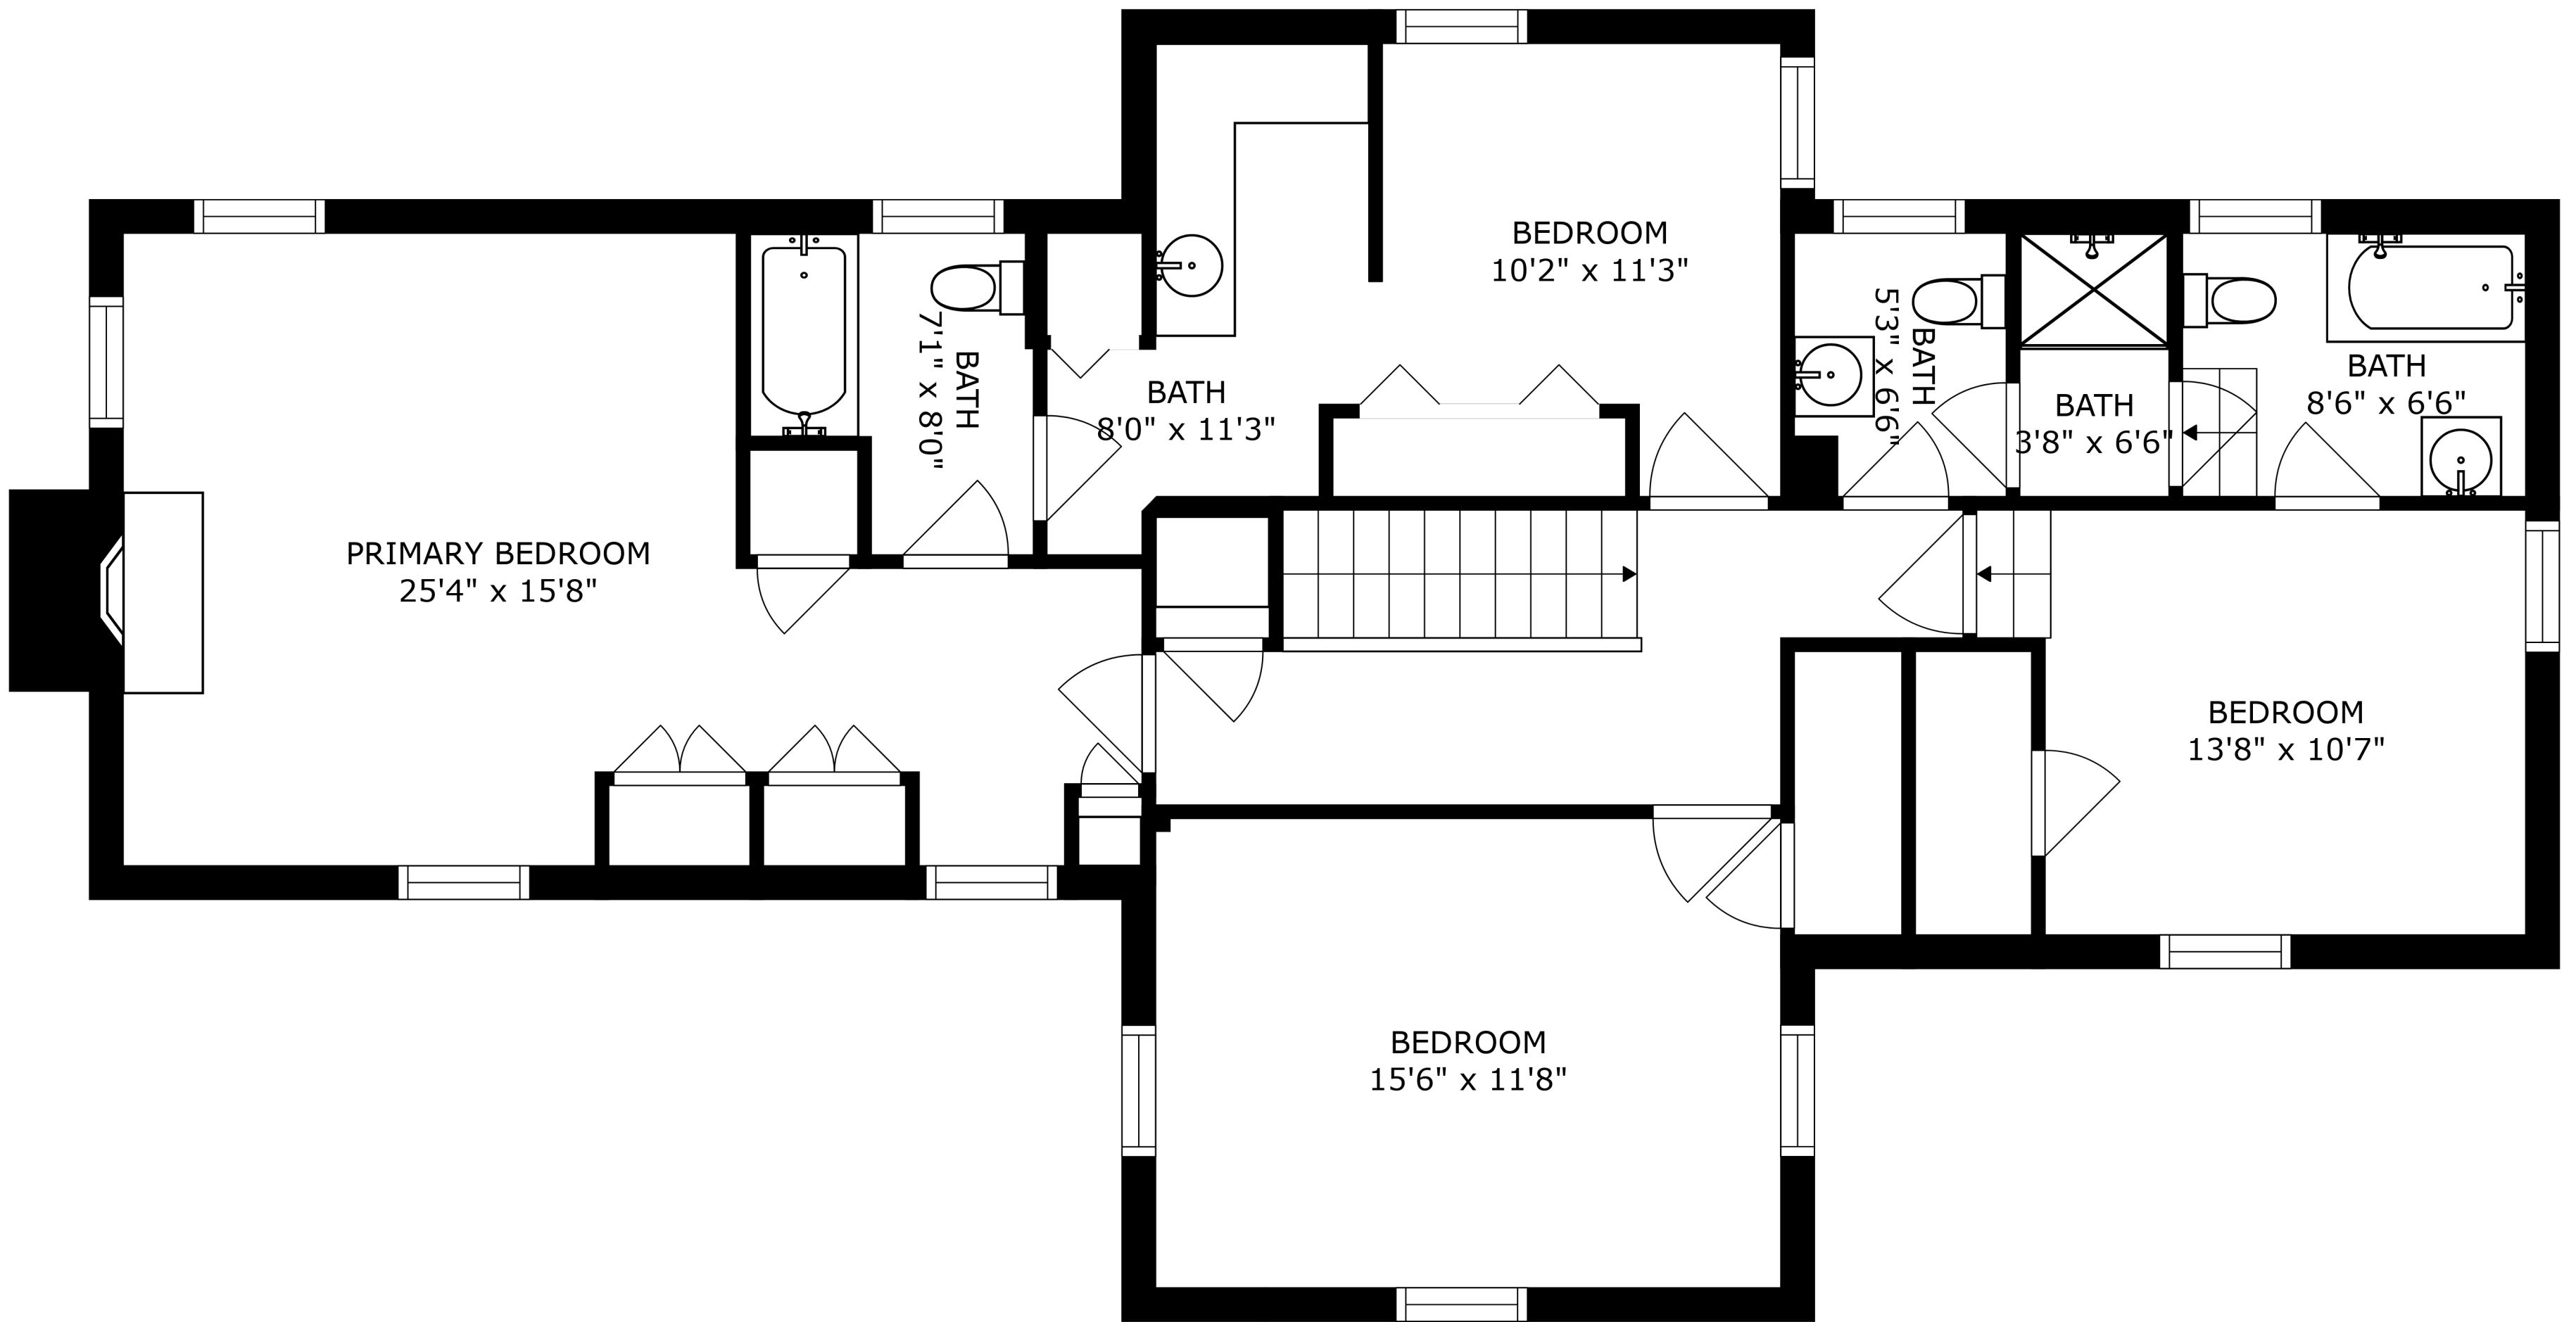 BEDROOM
10'2" x 11'3"
BATH
7'1" x 8'0"
BATH
8'0" x 11'3"
BATH
5'3" x 6'6"
BATH
3'8" x 6'6"
BATH
8'6" x 6'6"
PRIMARY BEDROOM
25'4" x 15'8"
BEDROOM
13'8" x 10'7"
BEDROOM
15'6" x 11'8"